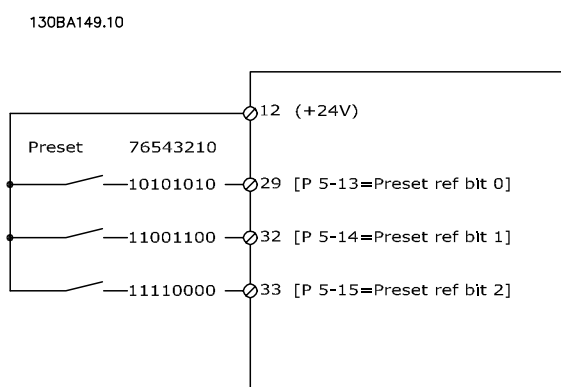 130BA149.10
12 (+24V)
Preset 76543210
10101010 29 [P 5-13=Preset ref bit 0]
11001100 32 [P 5-14=Preset ref bit 1]
11110000 33 [P 5-15=Preset ref bit 2]